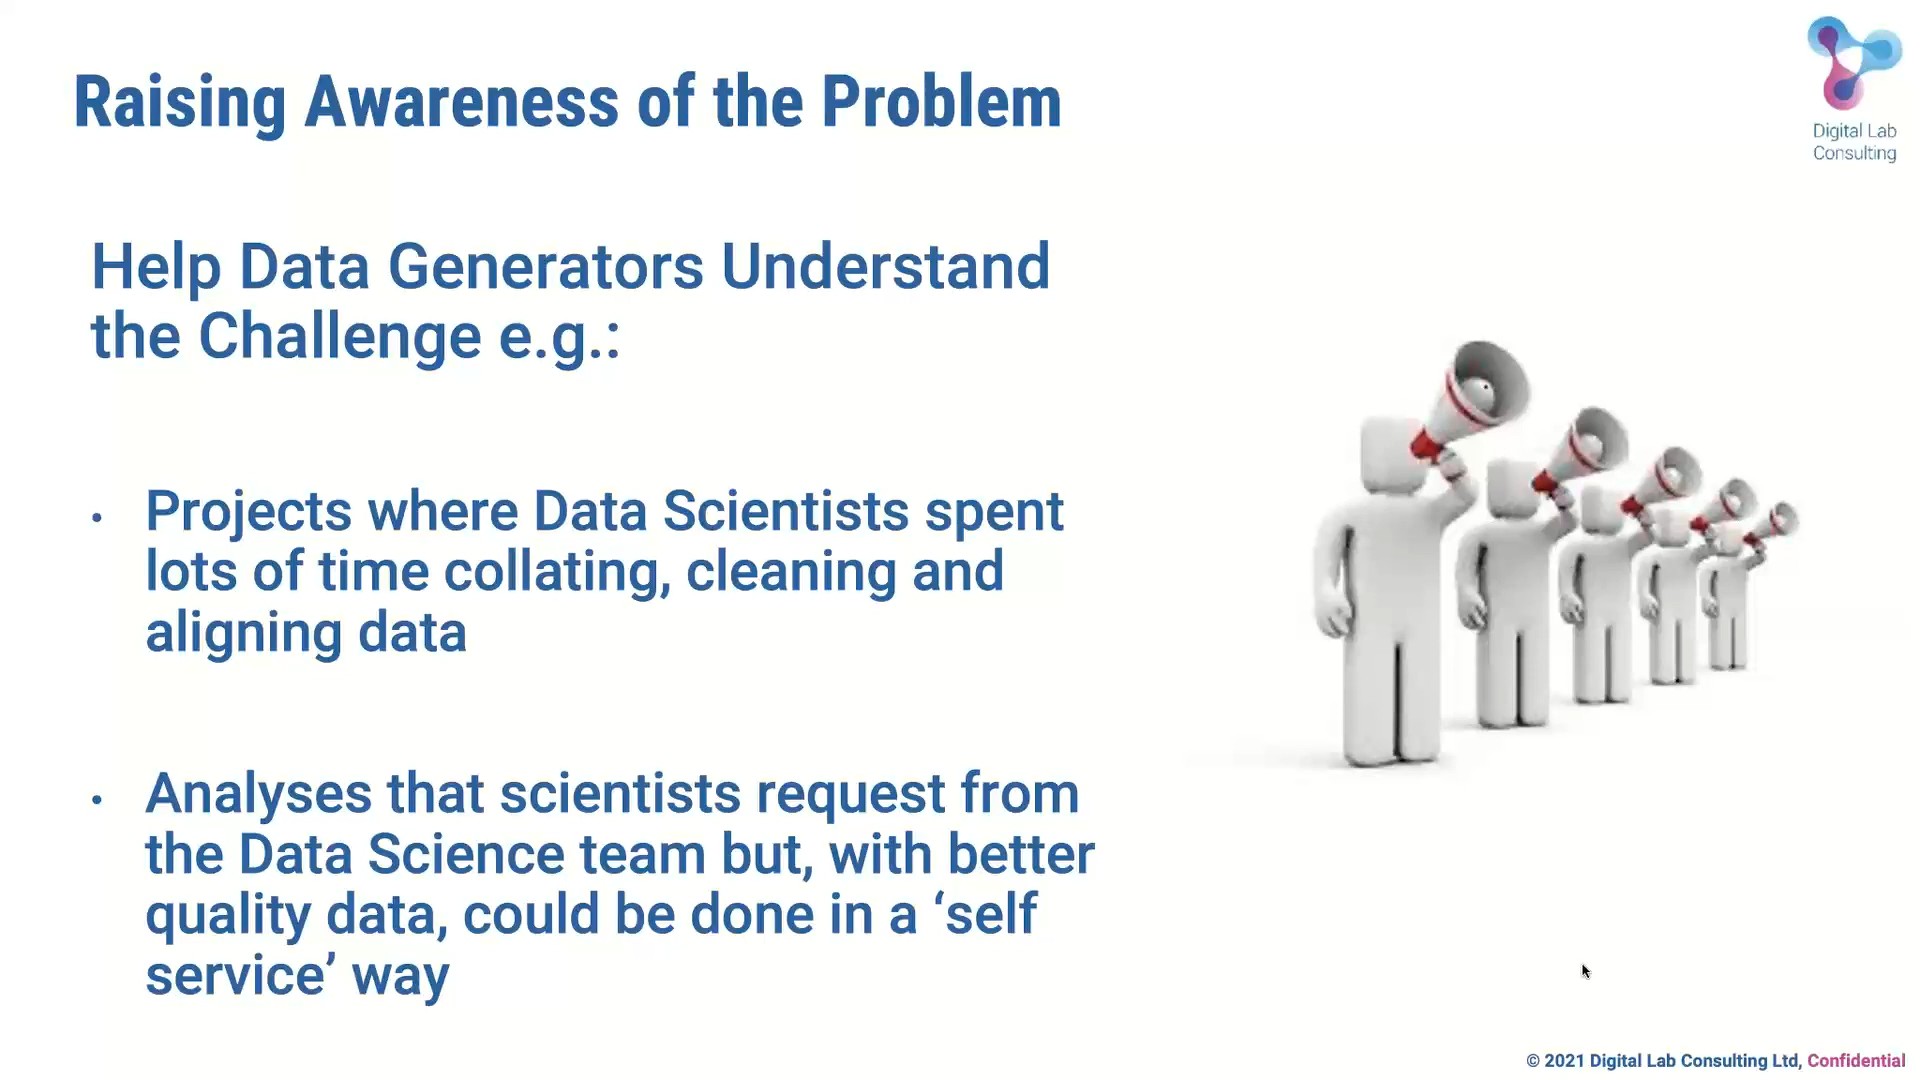 Raising Awareness of the Problem
Digital Lab
Consulting
Help Data Generators Understand
the Challenge e.g.:
• Projects where Data Scientists spent
lots of time collating, cleaning and
aligning data
• Analyses that scientists request from
the Data Science team but, with better
quality data, could be done in a ‘self
service’ way
© 2021 Digital Lab Consulting Ltd, Confidential